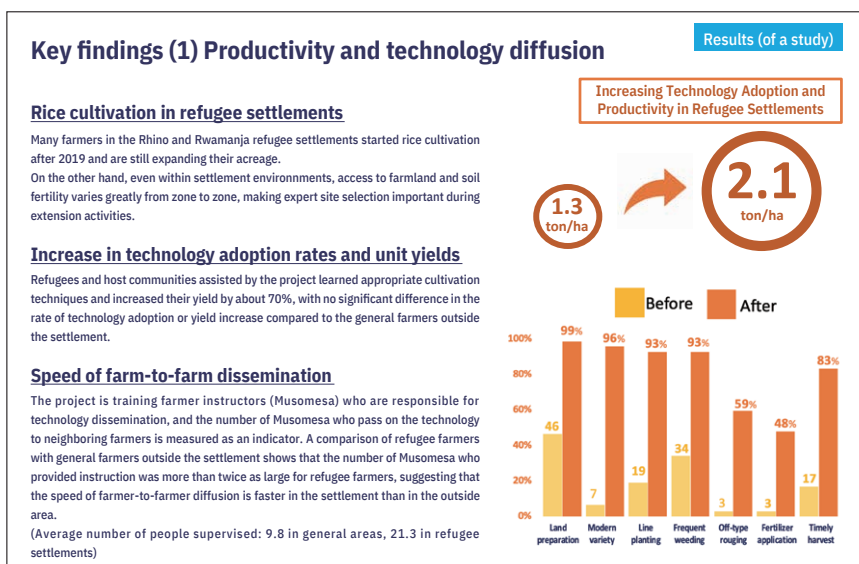 Results (of a study)
Key findings (1) Productivity and technology diffusion
Rice cultivation in refugee settlements
Many farmers in the Rhino and Rwamanja refugee settlements started rice cultivation
after 2019 and are still expanding their acreage.
On the other hand, even within settlement environnments, access to farmland and soil
fertility varies greatly from zone to zone, making expert site selection important during
extension activities.
Increase in technology adoption rates and unit yields
Refugees and host communities assisted by the project learned appropriate cultivation
techniques and increased their yield by about 70%, with no significant difference in the
rate of technology adoption or yield increase compared to the general farmers outside
the settlement.
Speed of farm-to-farm dissemination
The project is training farmer instructors (Musomesa) who are responsible for
technology dissemination, and the number of Musomesa who pass on the technology
to neighboring farmers is measured as an indicator. A comparison of refugee farmers
with general farmers outside the settlement shows that the number of Musomesa who
provided instruction was more than twice as large for refugee farmers, suggesting that
the speed of farmer-to-farmer diffusion is faster in the settlement than in the outside
area.
(Average number of people supervised: 9.8 in general areas, 21.3 in refugee
settlements)
Increasing Technology Adoption and
Productivity in Refugee Settlements
1.3
ton/ha
2.1
ton/ha
Before After
100%
80%
60%
40%
20%
0%
46 99%
7 96%
19 93%
34 93%
3 59%
3 48%
17 83%
Land
preparation
Modern
variety
Line
planting
Frequent
weeding
Off-type
rouging
Fertilizer
application
Timely
harvest